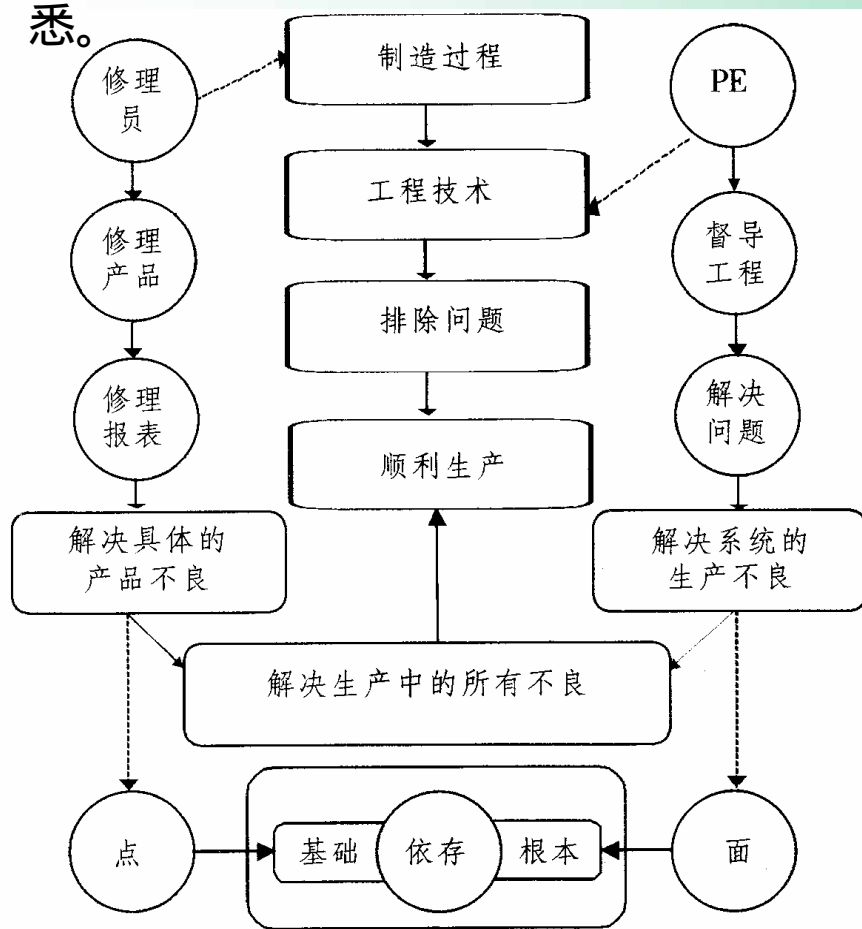 悉。
修理
员
制造过程
PE
修理
产品
工程技术
督导
工程
排除问题
修理
报表
解决
问题
顺利生产
解决具体的
产品不良
解决系统的
生产不良
解决生产中的所有不良
点
基础
依存
根本
面